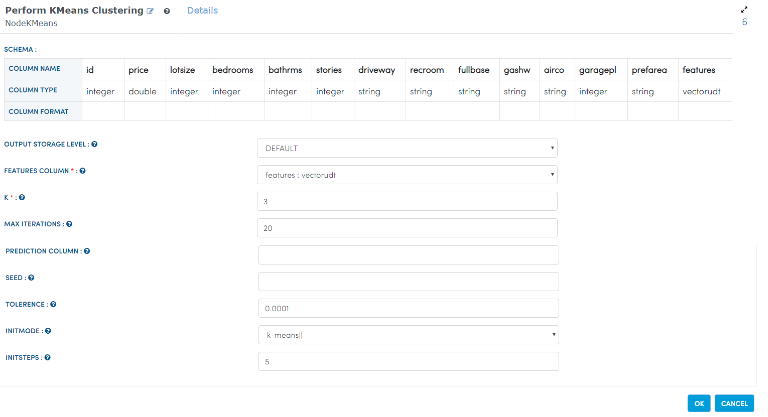 Perform KMeans Clustering Details
NodeKMeans 6
SCHEMA :
COLUMN NAME id price lotsize bedrooms bathrms stories driveway recroom fullbase gashw airco garagepl prefarea features
COLUMN TYPE integer double integer integer integer integer string string string string string integer string vectorudt
COLUMN FORMAT
OUTPUT STORAGE LEVEL : DEFAULT
FEATURES COLUMN * : features : vectorudt
K * : 3
MAX ITERATIONS : 20
PREDICTION COLUMN :
SEED :
TOLERENCE : 0.0001
INITMODE : k-means||
INITSTEPS : 5
OK CANCEL